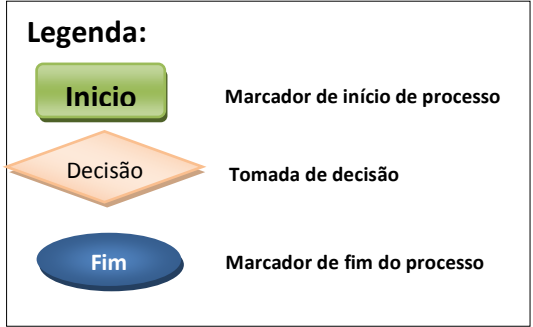 Legenda:
Inicio Marcador de início de processo
Decisão Tomada de decisão
Fim Marcador de fim do processo